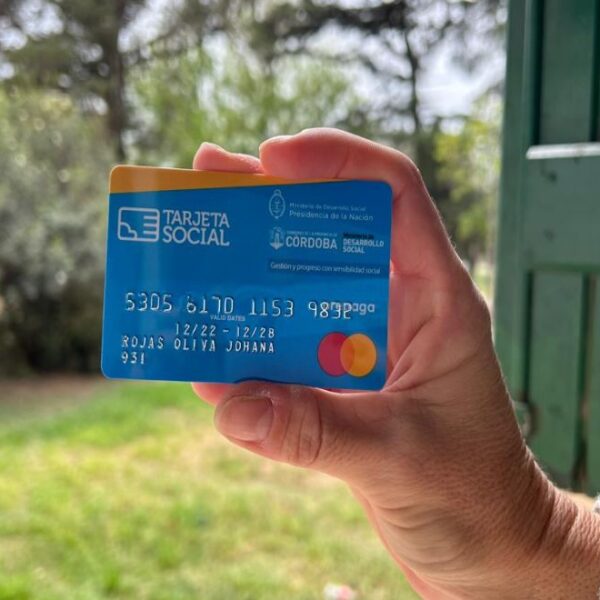 TARJETA
SOCIAL
Ministerio de Desarrollo Social
Presidencia de la Nación
CÓRDOBA
DESARROLLO
SOCIAL
Gestión y progreso con sensibilidad social
5305 6170 1153 9832
VALID DATES
12/22 - 12/28
ROJAS OLIVA JOHANA
931